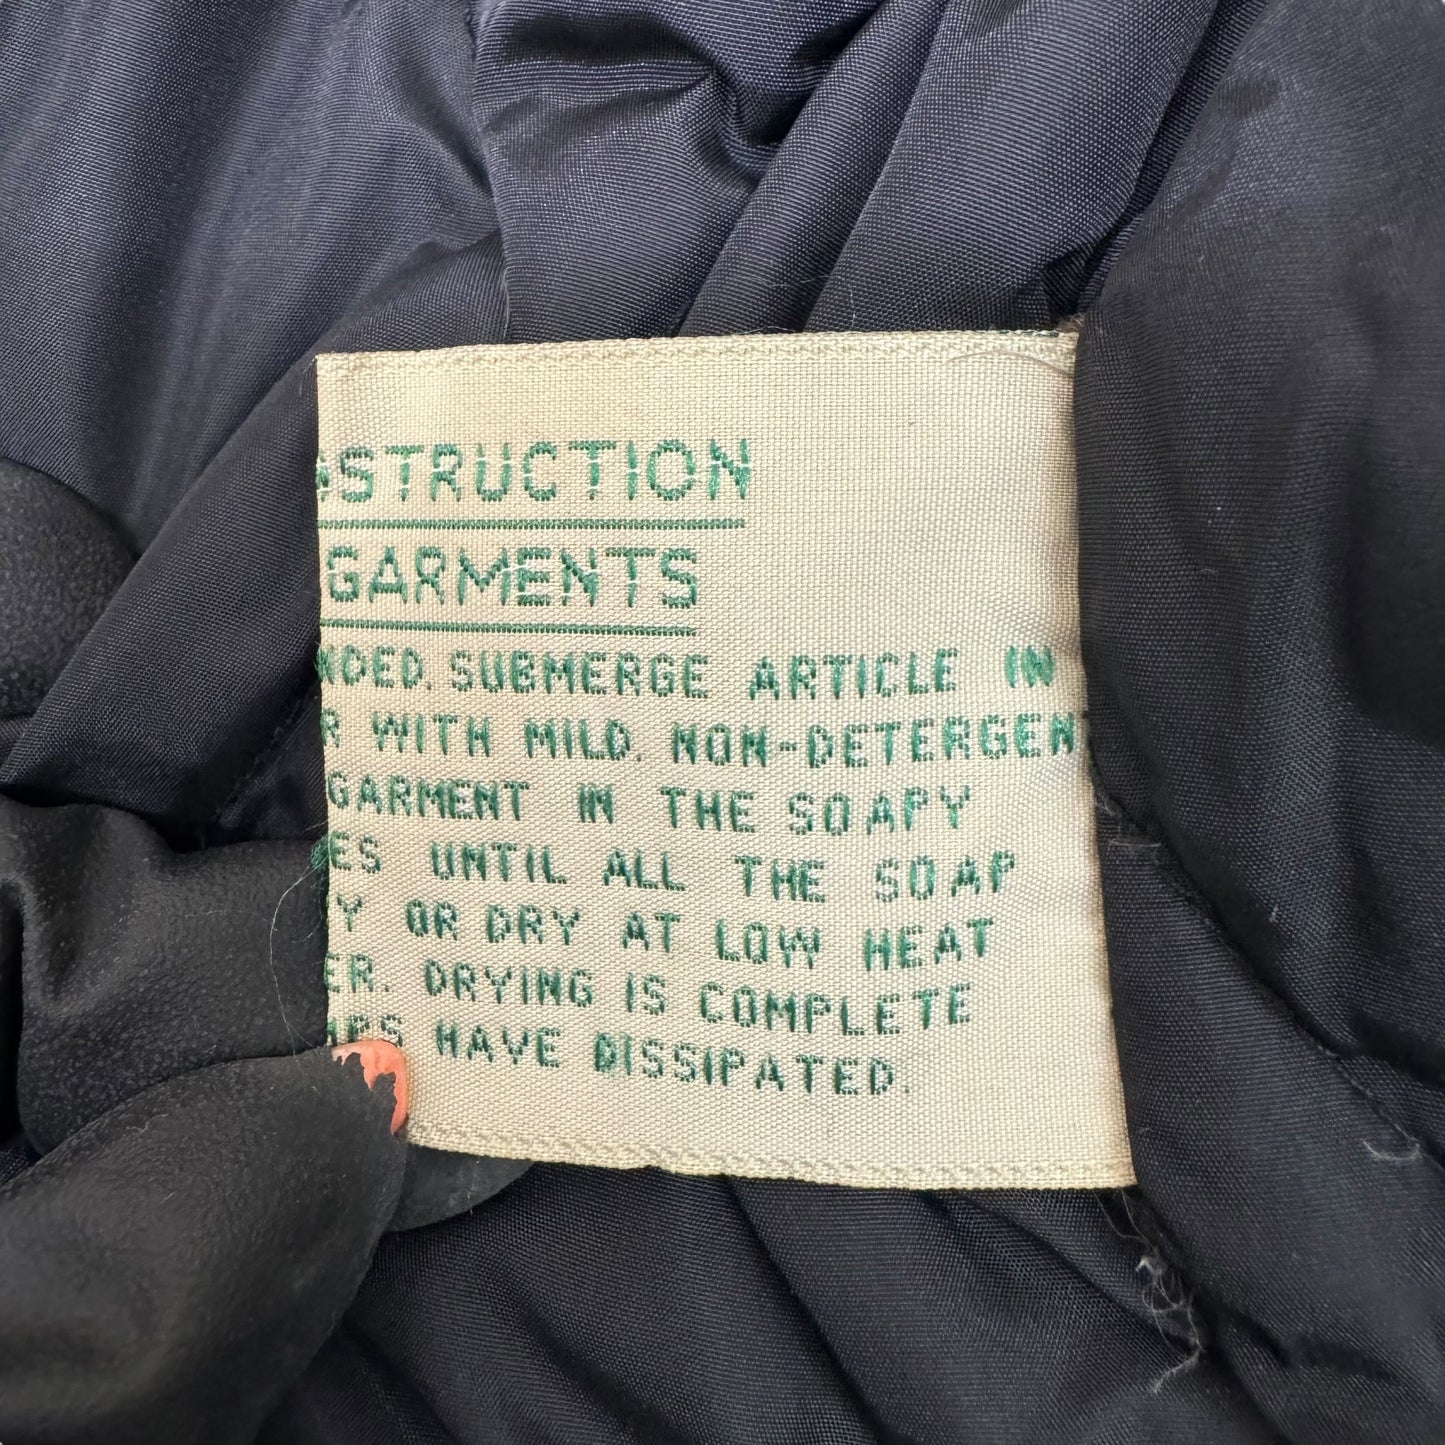 STRUCTION
GARMENTS
NDED. SUBMERGE ARTICLE IN
R WITH MILD. NON-DETERGEN
GARMENT IN THE SOAPY
ES UNTIL ALL THE SOAP
Y OR DRY AT LOW HEAT
ER. DRYING IS COMPLETE
MPS HAVE DISSIPATED.